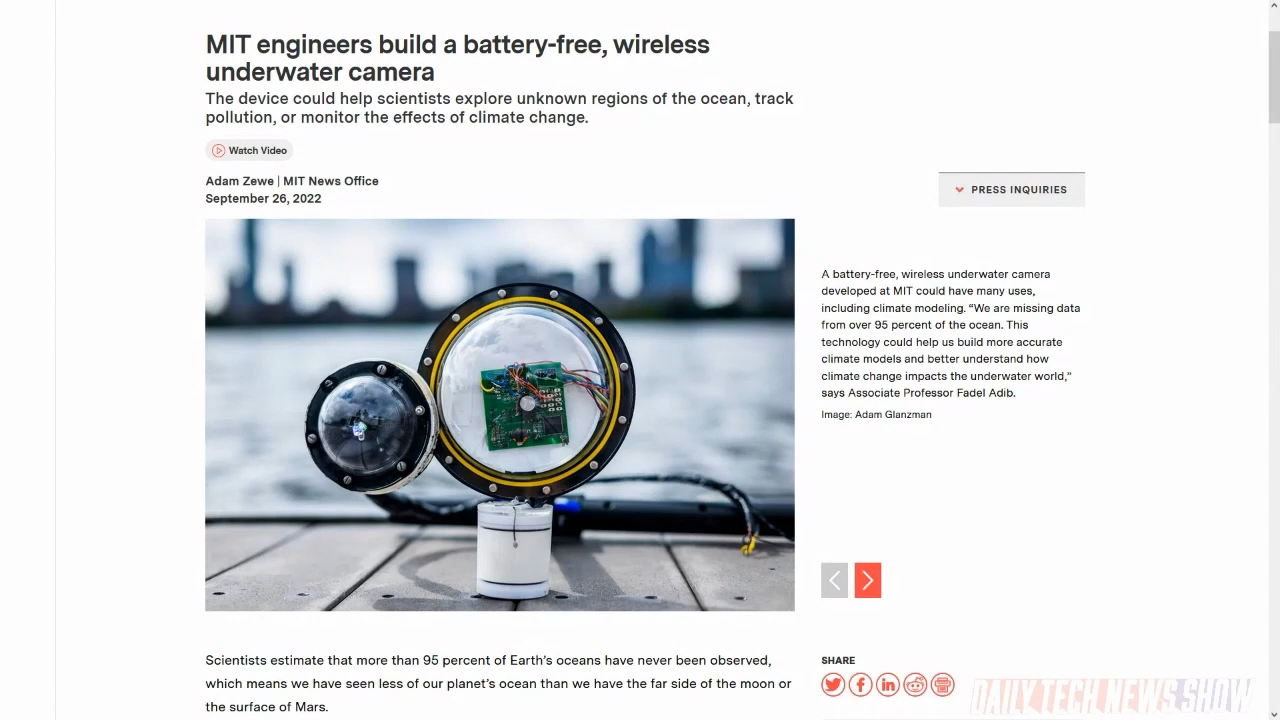 MIT engineers build a battery-free, wireless
underwater camera
The device could help scientists explore unknown regions of the ocean, track
pollution, or monitor the effects of climate change.
Watch Video
Adam Zewe | MIT News Office
September 26, 2022
PRESS INQUIRIES
A battery-free, wireless underwater camera
developed at MIT could have many uses,
including climate modeling. “We are missing data
from over 95 percent of the ocean. This
technology could help us build more accurate
climate models and better understand how
climate change impacts the underwater world,”
says Associate Professor Fadel Adib.
Image: Adam Glanzman
Scientists estimate that more than 95 percent of Earth’s oceans have never been observed,
which means we have seen less of our planet’s ocean than we have the far side of the moon or
the surface of Mars.
SHARE
DAILY TECH NEWS SHOW